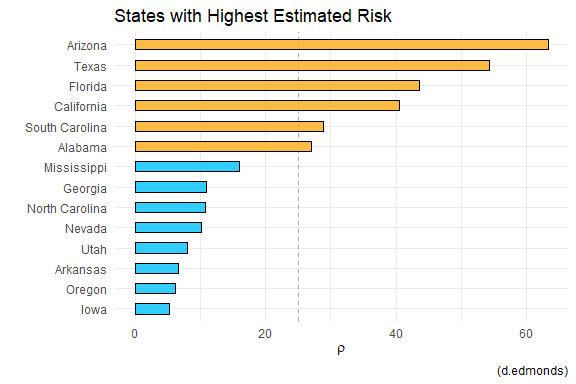 States with Highest Estimated Risk
Arizona
Texas
Florida
California
South Carolina
Alabama
Mississippi
Georgia
North Carolina
Nevada
Utah
Arkansas
Oregon
Iowa
0 20 40 60
ρ
(d.edmonds)